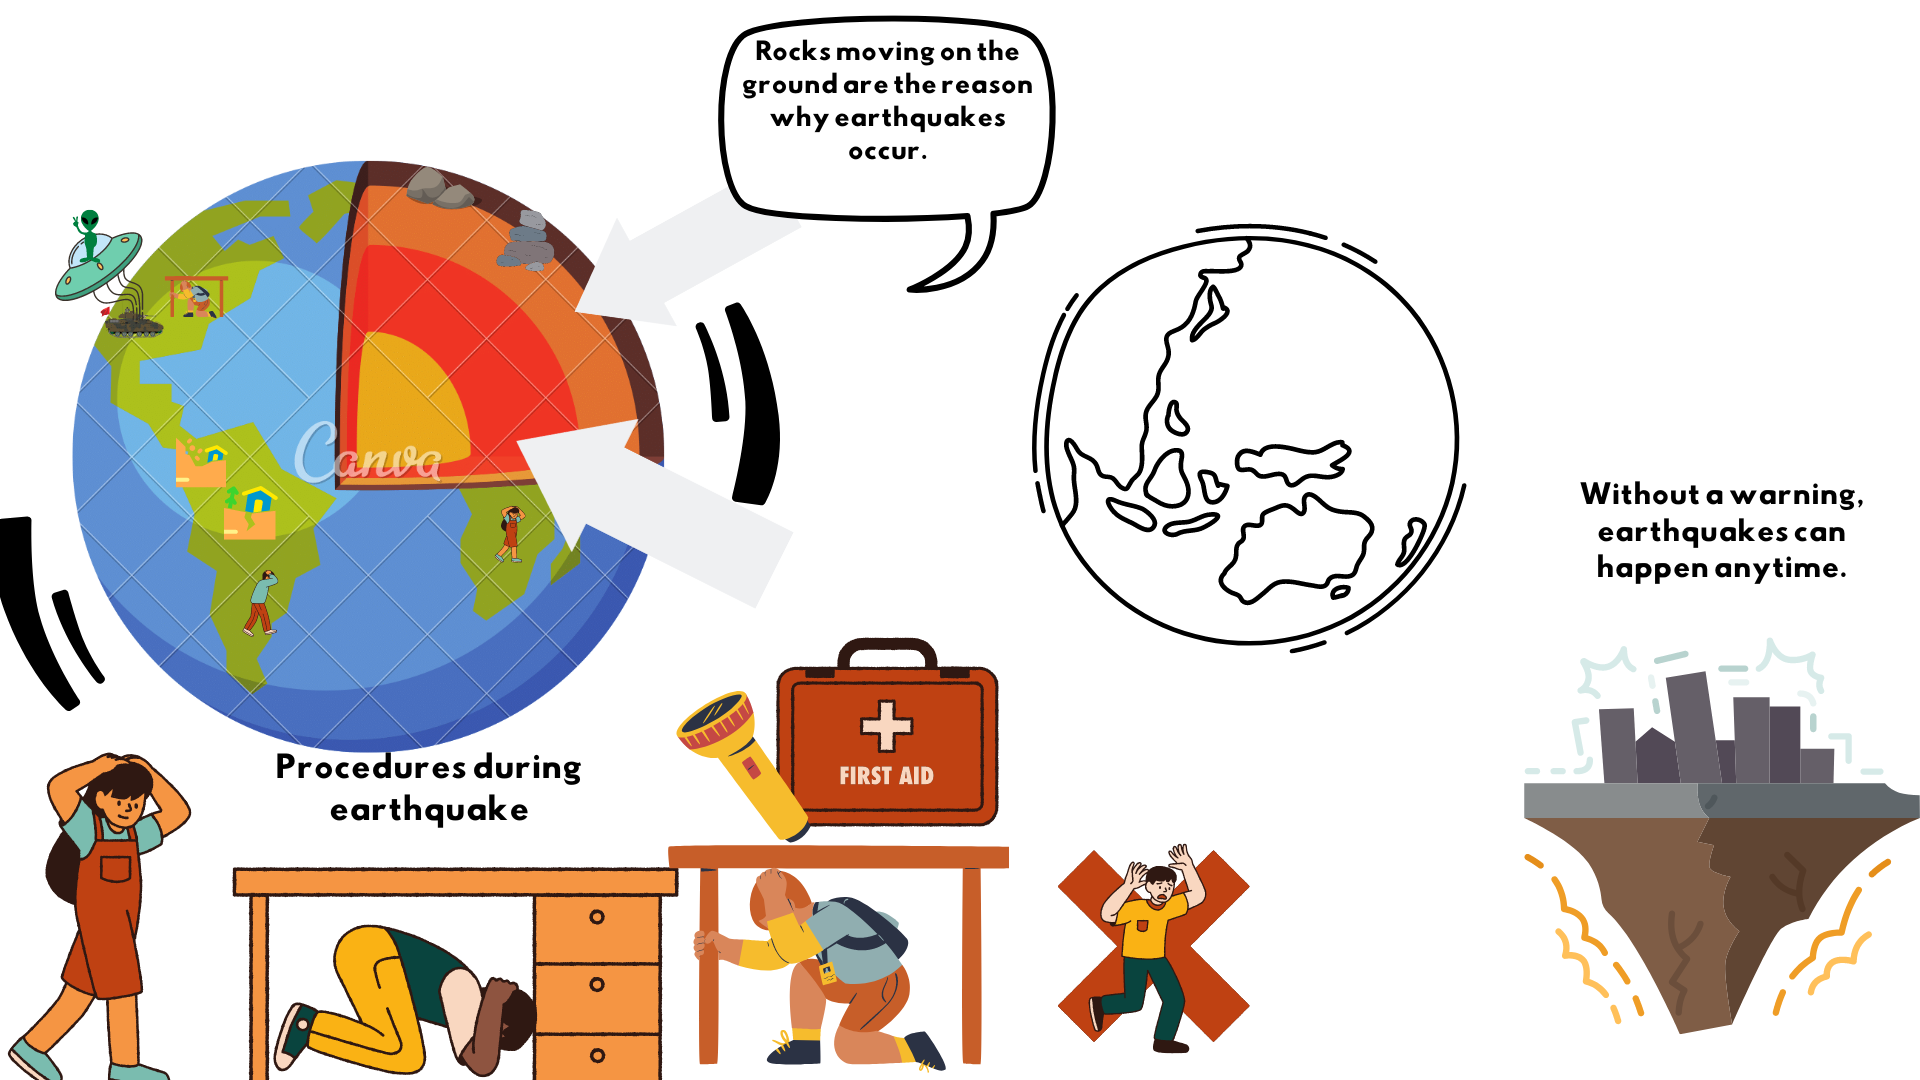 Rocks moving on the
ground are the reason
why earthquakes
occur.
Canva
Without a warning,
earthquakes can
happen anytime.
Procedures during
earthquake
FIRST AID